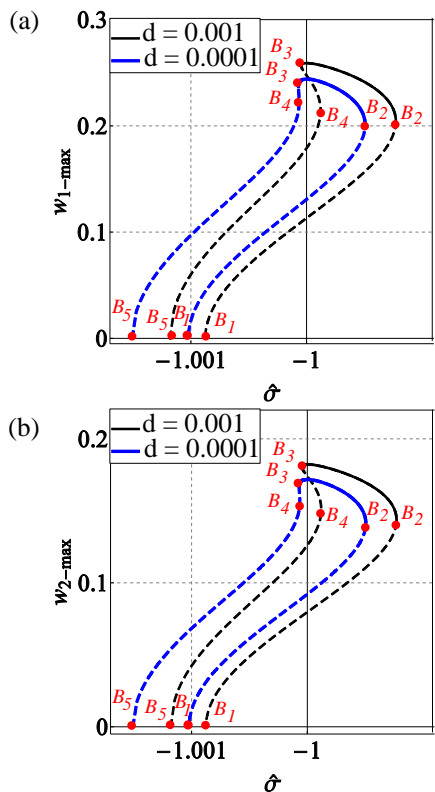 (a)
0.3
d = 0.001
d = 0.0001
B3
B3
B4
B4
B2
B2
0.2
w1−max
0.1
B5
B5
B1
B1
0
−1.001
−1
σ̂
(b)
d = 0.001
d = 0.0001
0.2
B3
B3
B4
B4
B2
B2
w2−max
0.1
B5
B5
B1
B1
0
−1.001
−1
σ̂